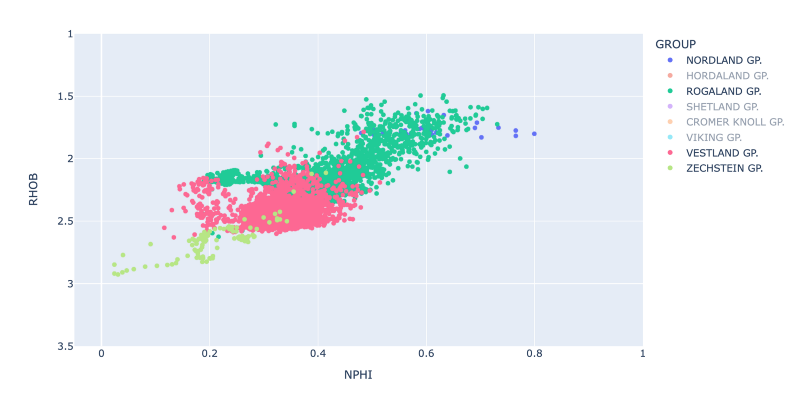 GROUP
NORDLAND GP.
HORDALAND GP.
ROGALAND GP.
SHETLAND GP.
CROMER KNOLL GP.
VIKING GP.
VESTLAND GP.
ZECHSTEIN GP.
RHOB
1
1.5
2
2.5
3
3.5
0
0.2
0.4
0.6
0.8
1
NPHI